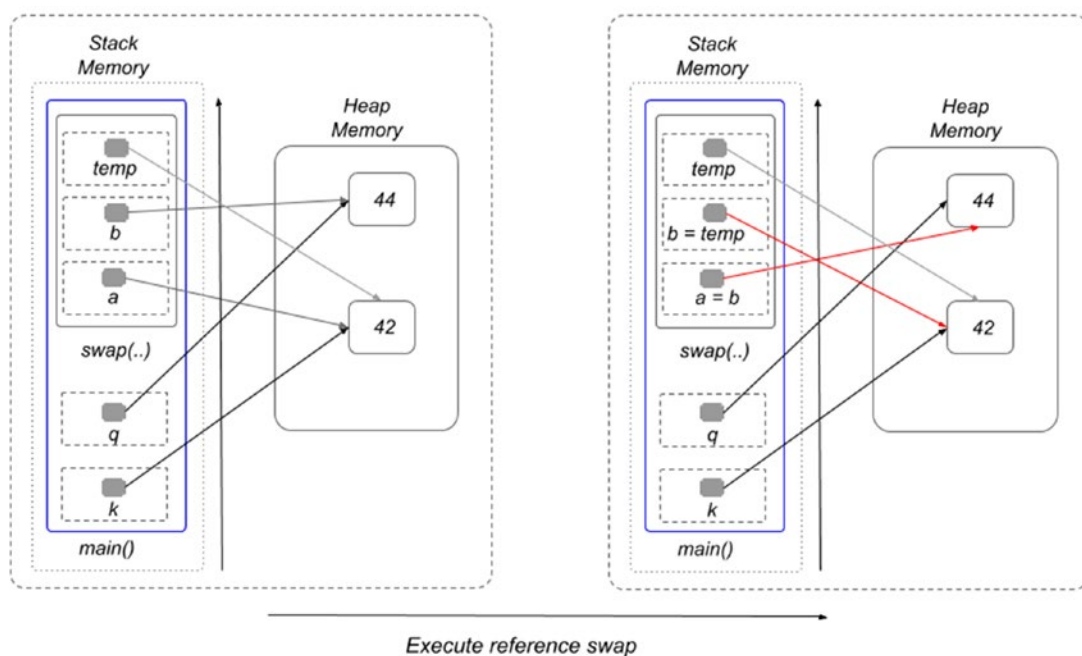 Stack
Memory
Heap
Memory
temp
44
b
a
42
swap(..)
q
k
main()
Stack
Memory
Heap
Memory
temp
44
b = temp
a = b
42
swap(..)
q
k
main()
Execute reference swap